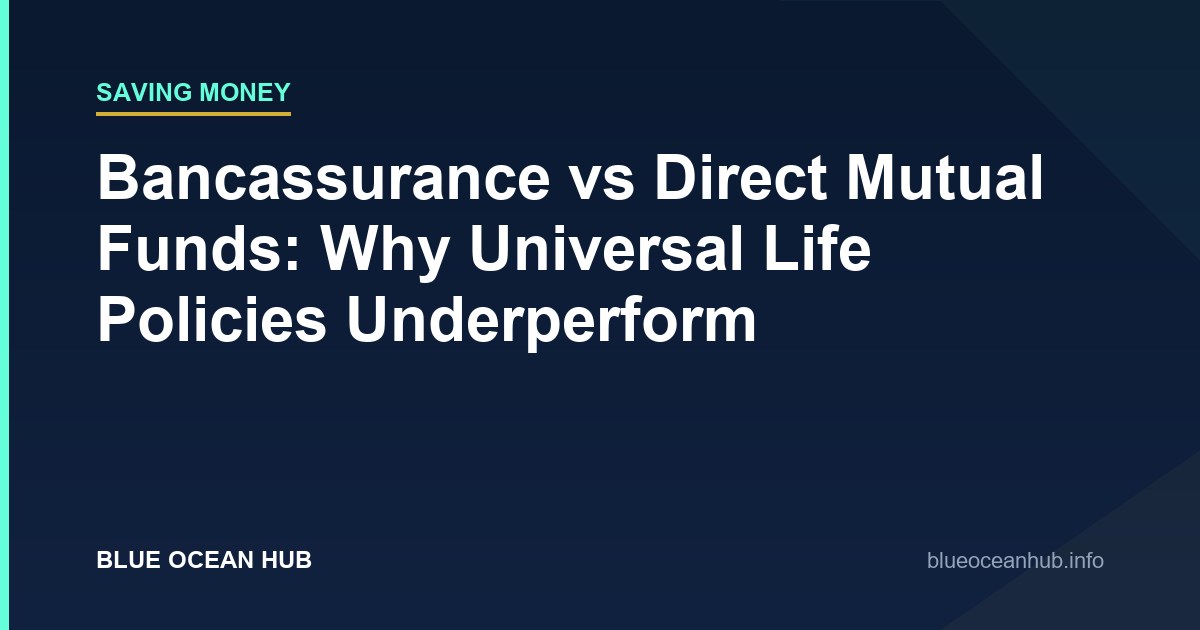 SAVING MONEY
Bancassurance vs Direct Mutual
Funds: Why Universal Life
Policies Underperform
BLUE OCEAN HUB
blueoceanhub.info